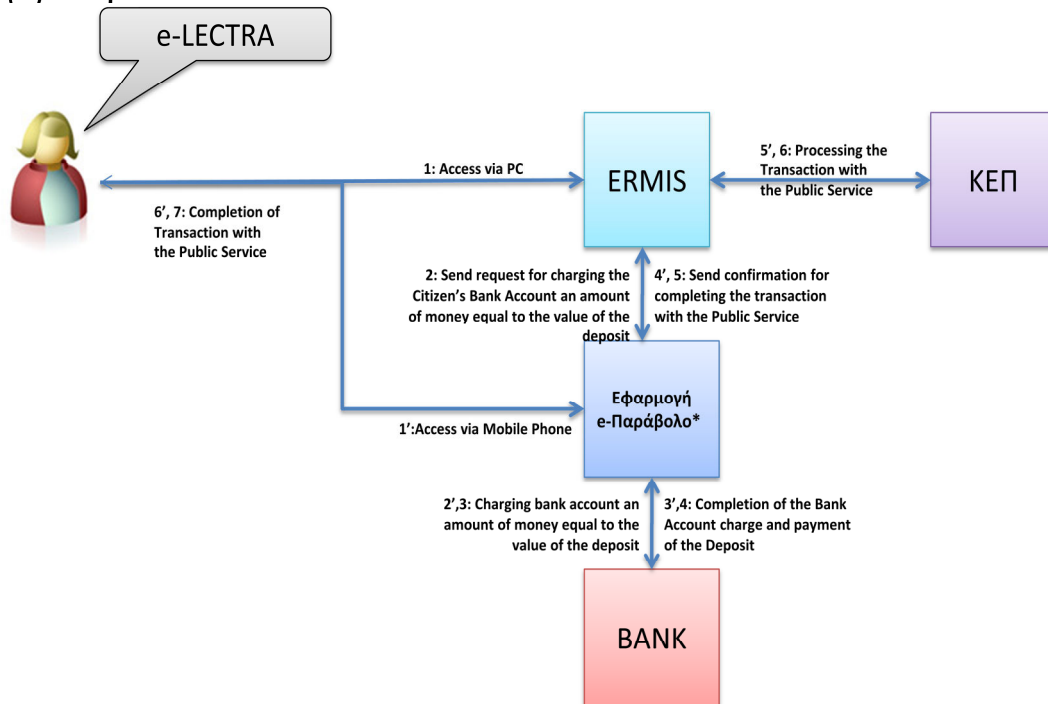 e-LECTRA
1: Access via PC
ERMIS
5’, 6: Processing the
Transaction with
the Public Service
ΚΕΠ
6’, 7: Completion of
Transaction with
the Public Service
2: Send request for charging the
Citizen’s Bank Account an amount
of money equal to the value of the
deposit
4’, 5: Send confirmation for
completing the transaction
with the Public Service
Εφαρμογή
e-Παράβολο*
1’:Access via Mobile Phone
2’,3: Charging bank account an
amount of money equal to the
value of the deposit
3’,4: Completion of the Bank
Account charge and payment
of the Deposit
BANK